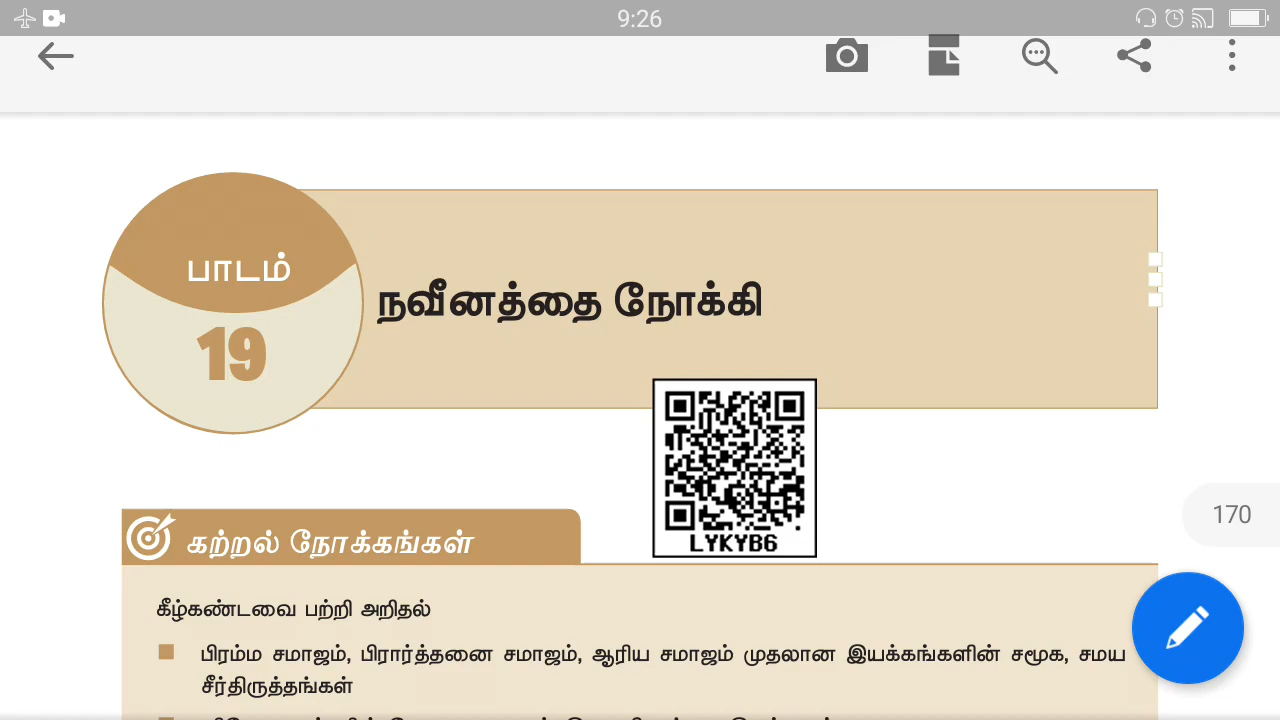 9:26
பாடம்
19
நவீனத்தை நோக்கி
LYKYB6
170
கற்றல் நோக்கங்கள்
கீழ்கண்டவை பற்றி அறிதல்
பிரம்ம சமாஜம், பிரார்த்தனை சமாஜம், ஆரிய சமாஜம் முதலான இயக்கங்களின் சமூக, சமய
சீர்திருத்தங்கள்